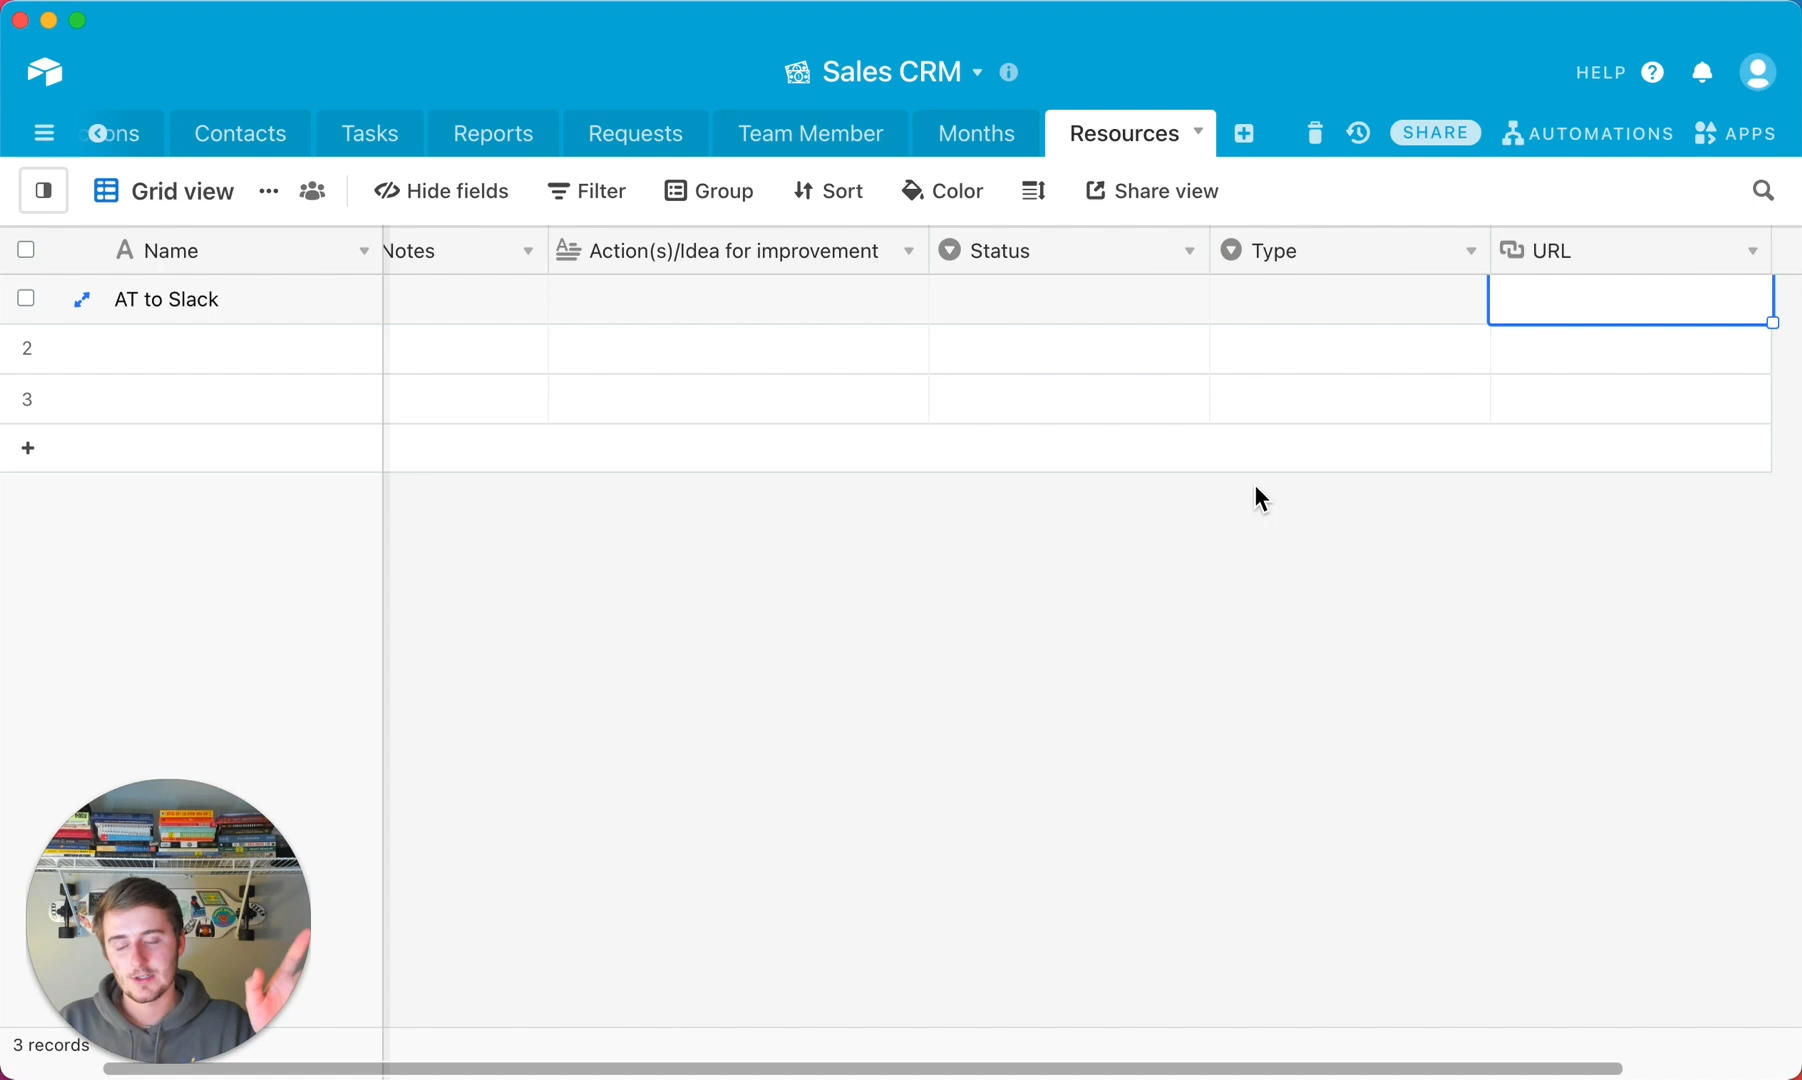 Sales CRM
HELP
ons
Contacts
Tasks
Reports
Requests
Team Member
Months
Resources
SHARE
AUTOMATIONS
APPS
Grid view
Hide fields
Filter
Group
Sort
Color
Share view
Name
Notes
Action(s)/Idea for improvement
Status
Type
URL
AT to Slack
2
3
3 records